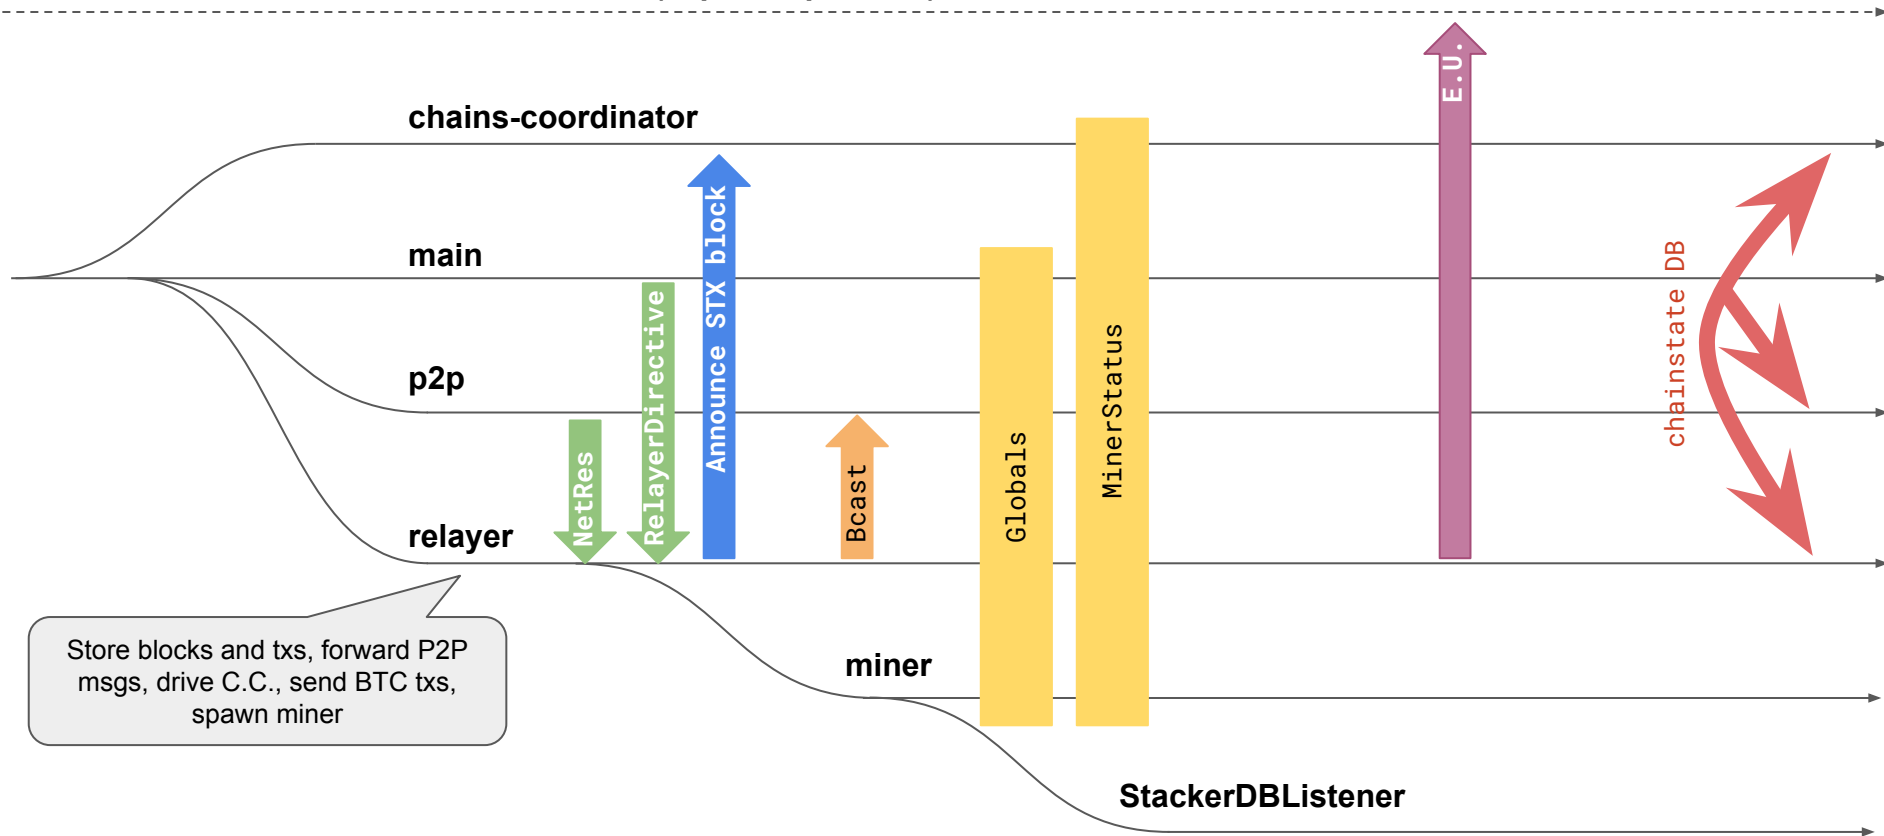 chains-coordinator
main
p2p
relayer
NetRes
RelayerDirective
Announce STX block
Bcast
Globals
MinerStatus
E.U.
chainstate DB
Store blocks and txs, forward P2P
msgs, drive C.C., send BTC txs,
spawn miner
miner
StackerDBListener